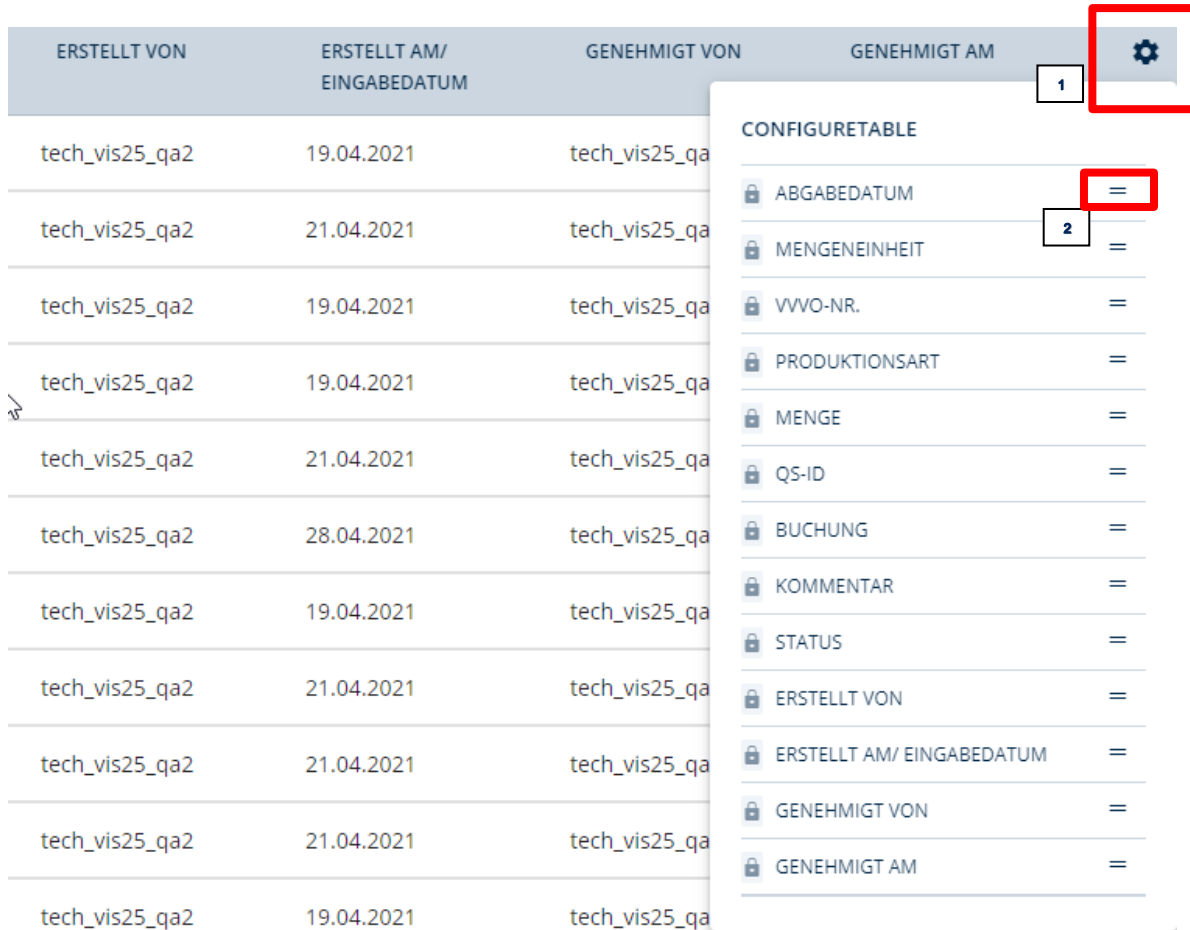 ERSTELLT VON ERSTELLT AM/ GENEHMIGT VON GENEHMIGT AM
EINGABEDATUM
1
CONFIGURETABLE
tech_vis25_qa2 19.04.2021 tech_vis25_qa
ABGABEDATUM =
2
tech_vis25_qa2 21.04.2021 tech_vis25_qa
MENGENEINHEIT =
tech_vis25_qa2 19.04.2021 tech_vis25_qa
VVVO-NR. =
PRODUKTIONSART =
tech_vis25_qa2 19.04.2021 tech_vis25_qa
MENGE =
tech_vis25_qa2 21.04.2021 tech_vis25_qa
QS-ID =
BUCHUNG =
tech_vis25_qa2 28.04.2021 tech_vis25_qa
KOMMENTAR =
tech_vis25_qa2 19.04.2021 tech_vis25_qa
STATUS =
tech_vis25_qa2 21.04.2021 tech_vis25_qa
ERSTELLT VON =
ERSTELLT AM/ EINGABEDATUM =
tech_vis25_qa2 21.04.2021 tech_vis25_qa
GENEHMIGT VON =
tech_vis25_qa2 21.04.2021 tech_vis25_qa
GENEHMIGT AM =
tech_vis25_qa2 19.04.2021 tech_vis25_qa